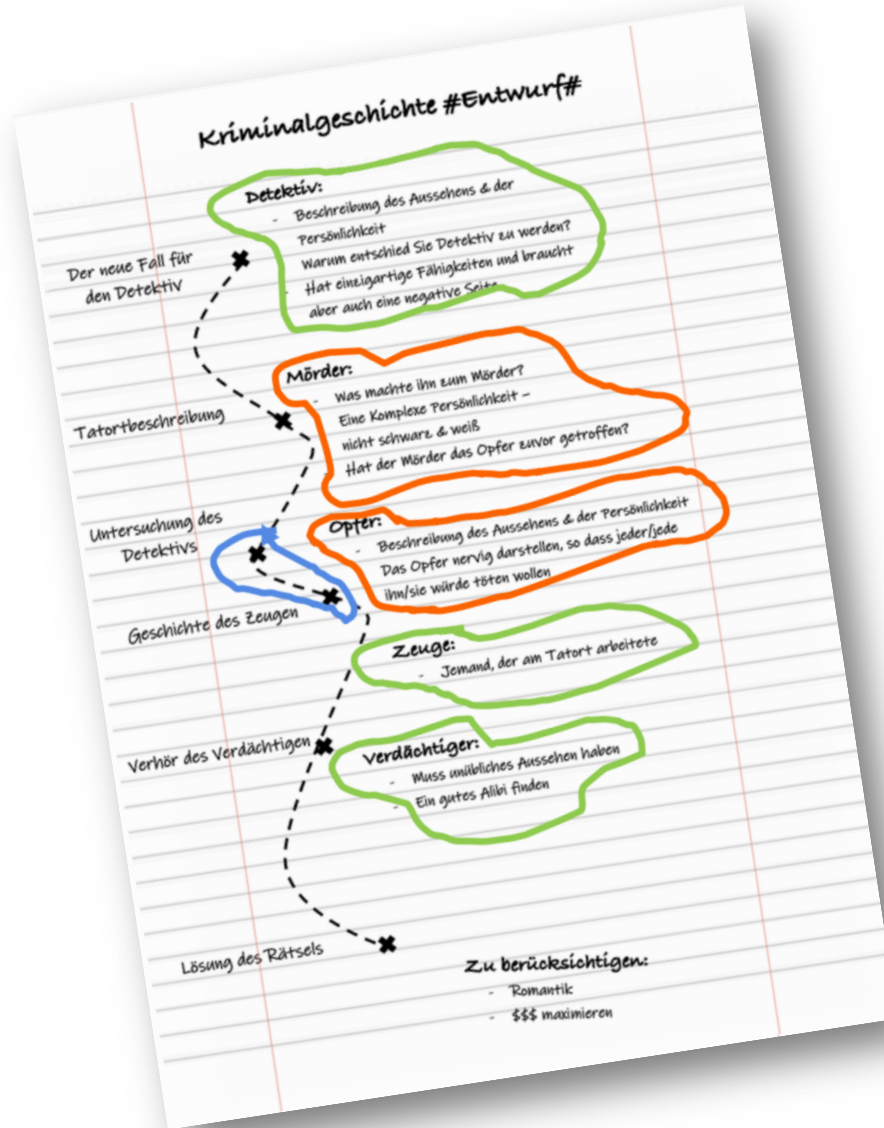 Kriminalgeschichte #Entwurf#
Detektiv:
- Beschreibung des Aussehens & der
Persönlichkeit
Warum entschied Sie Detektiv zu werden?
- Hat einzigartige Fähigkeiten und braucht
aber auch eine negative Seite
Der neue Fall für
den Detektiv
Mörder:
- Was machte ihn zum Mörder?
Eine Komplexe Persönlichkeit –
nicht schwarz & weiß
Hat der Mörder das Opfer zuvor getroffen?
Tatortbeschreibung
Opfer:
- Beschreibung des Aussehens & der Persönlichkeit
Das Opfer nervig darstellen, so dass jeder/jede
ihn/sie würde töten wollen
Untersuchung des
Detektivs
Geschichte des Zeugen
Zeuge:
- Jemand, der am Tatort arbeitete
Verhör des Verdächtigen
Verdächtiger:
- Muss unübliches Aussehen haben
- Ein gutes Alibi finden
Lösung des Rätsels
Zu berücksichtigen:
- Romantik
- $$$ maximieren